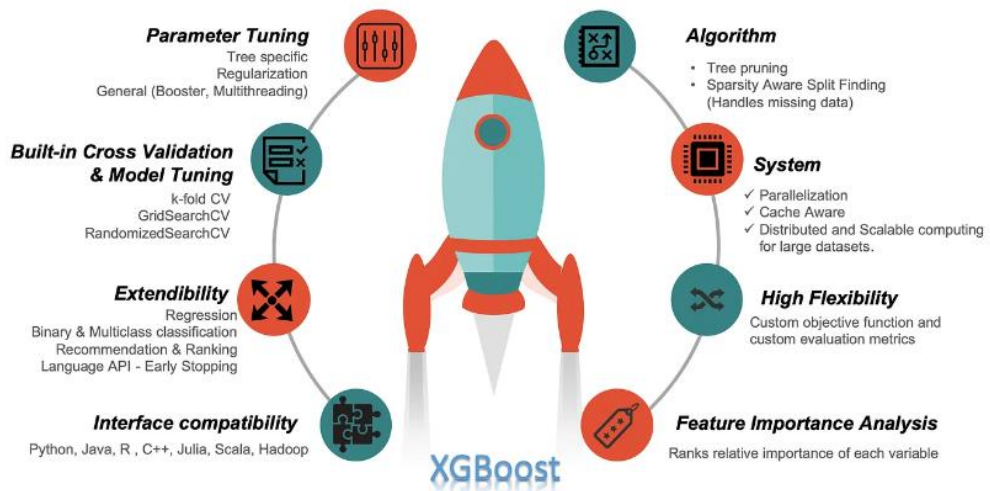 Parameter Tuning
Tree specific
Regularization
General (Booster, Multithreading)
Built-in Cross Validation
& Model Tuning
k-fold CV
GridSearchCV
RandomizedSearchCV
Extendibility
Regression
Binary & Multiclass classification
Recommendation & Ranking
Language API - Early Stopping
Interface compatibility
Python, Java, R , C++, Julia, Scala, Hadoop
Algorithm
• Tree pruning
• Sparsity Aware Split Finding
(Handles missing data)
System
✓ Parallelization
✓ Cache Aware
✓ Distributed and Scalable computing
for large datasets.
High Flexibility
Custom objective function and
custom evaluation metrics
Feature Importance Analysis
Ranks relative importance of each variable
XGBoost